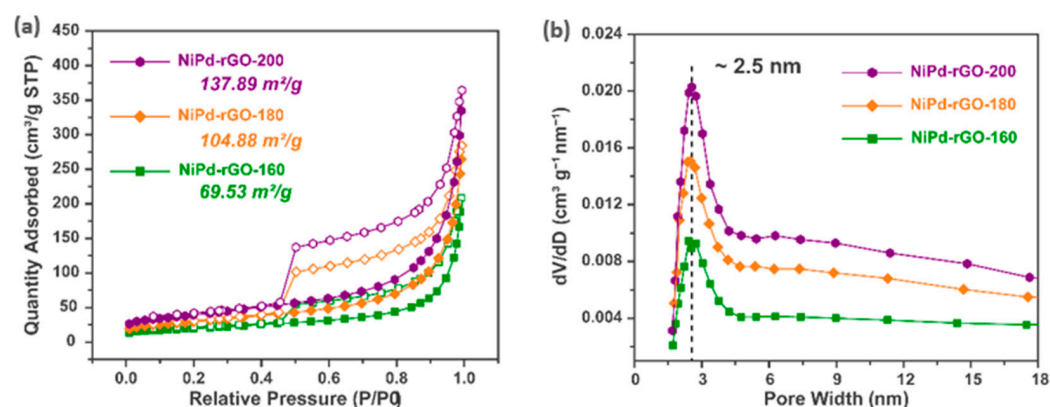 (a)
Quantity Adsorbed (cm³/g STP)
450
400
350
300
250
200
150
100
50
0
NiPd-rGO-200
137.89 m²/g
NiPd-rGO-180
104.88 m²/g
NiPd-rGO-160
69.53 m²/g
0.0 0.2 0.4 0.6 0.8 1.0
Relative Pressure (P/P0)
(b)
dV/dD (cm³ g⁻¹ nm⁻¹)
0.024
0.020
0.016
0.012
0.008
0.004
~ 2.5 nm
NiPd-rGO-200
NiPd-rGO-180
NiPd-rGO-160
0 3 6 9 12 15 18
Pore Width (nm)